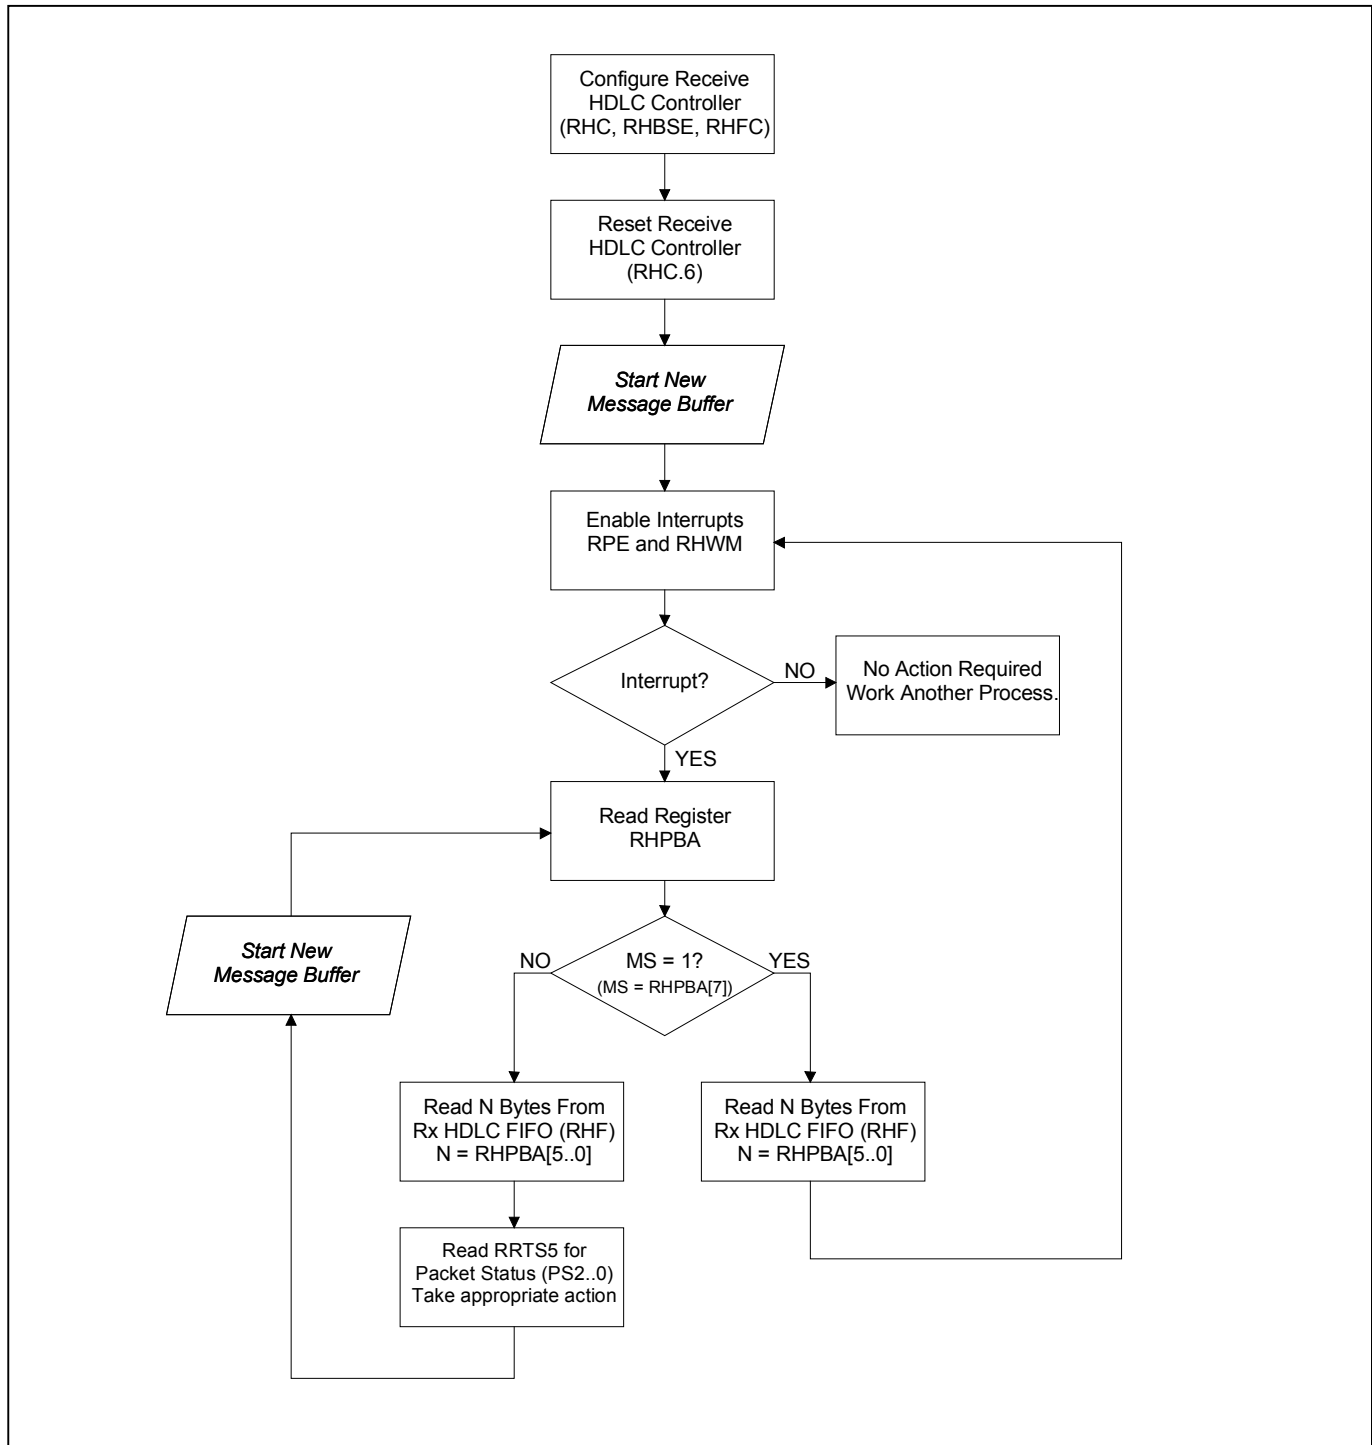 Configure Receive
HDLC Controller
(RHC, RHBSE, RHFC)
Reset Receive
HDLC Controller
(RHC.6)
Start New
Message Buffer
Enable Interrupts
RPE and RHWM
Interrupt?
NO
No Action Required
Work Another Process.
YES
Read Register
RHPBA
Start New
Message Buffer
NO
MS = 1?
(MS = RHPBA[7])
YES
Read N Bytes From
Rx HDLC FIFO (RHF)
N = RHPBA[5..0]
Read N Bytes From
Rx HDLC FIFO (RHF)
N = RHPBA[5..0]
Read RRTS5 for
Packet Status (PS2..0)
Take appropriate action